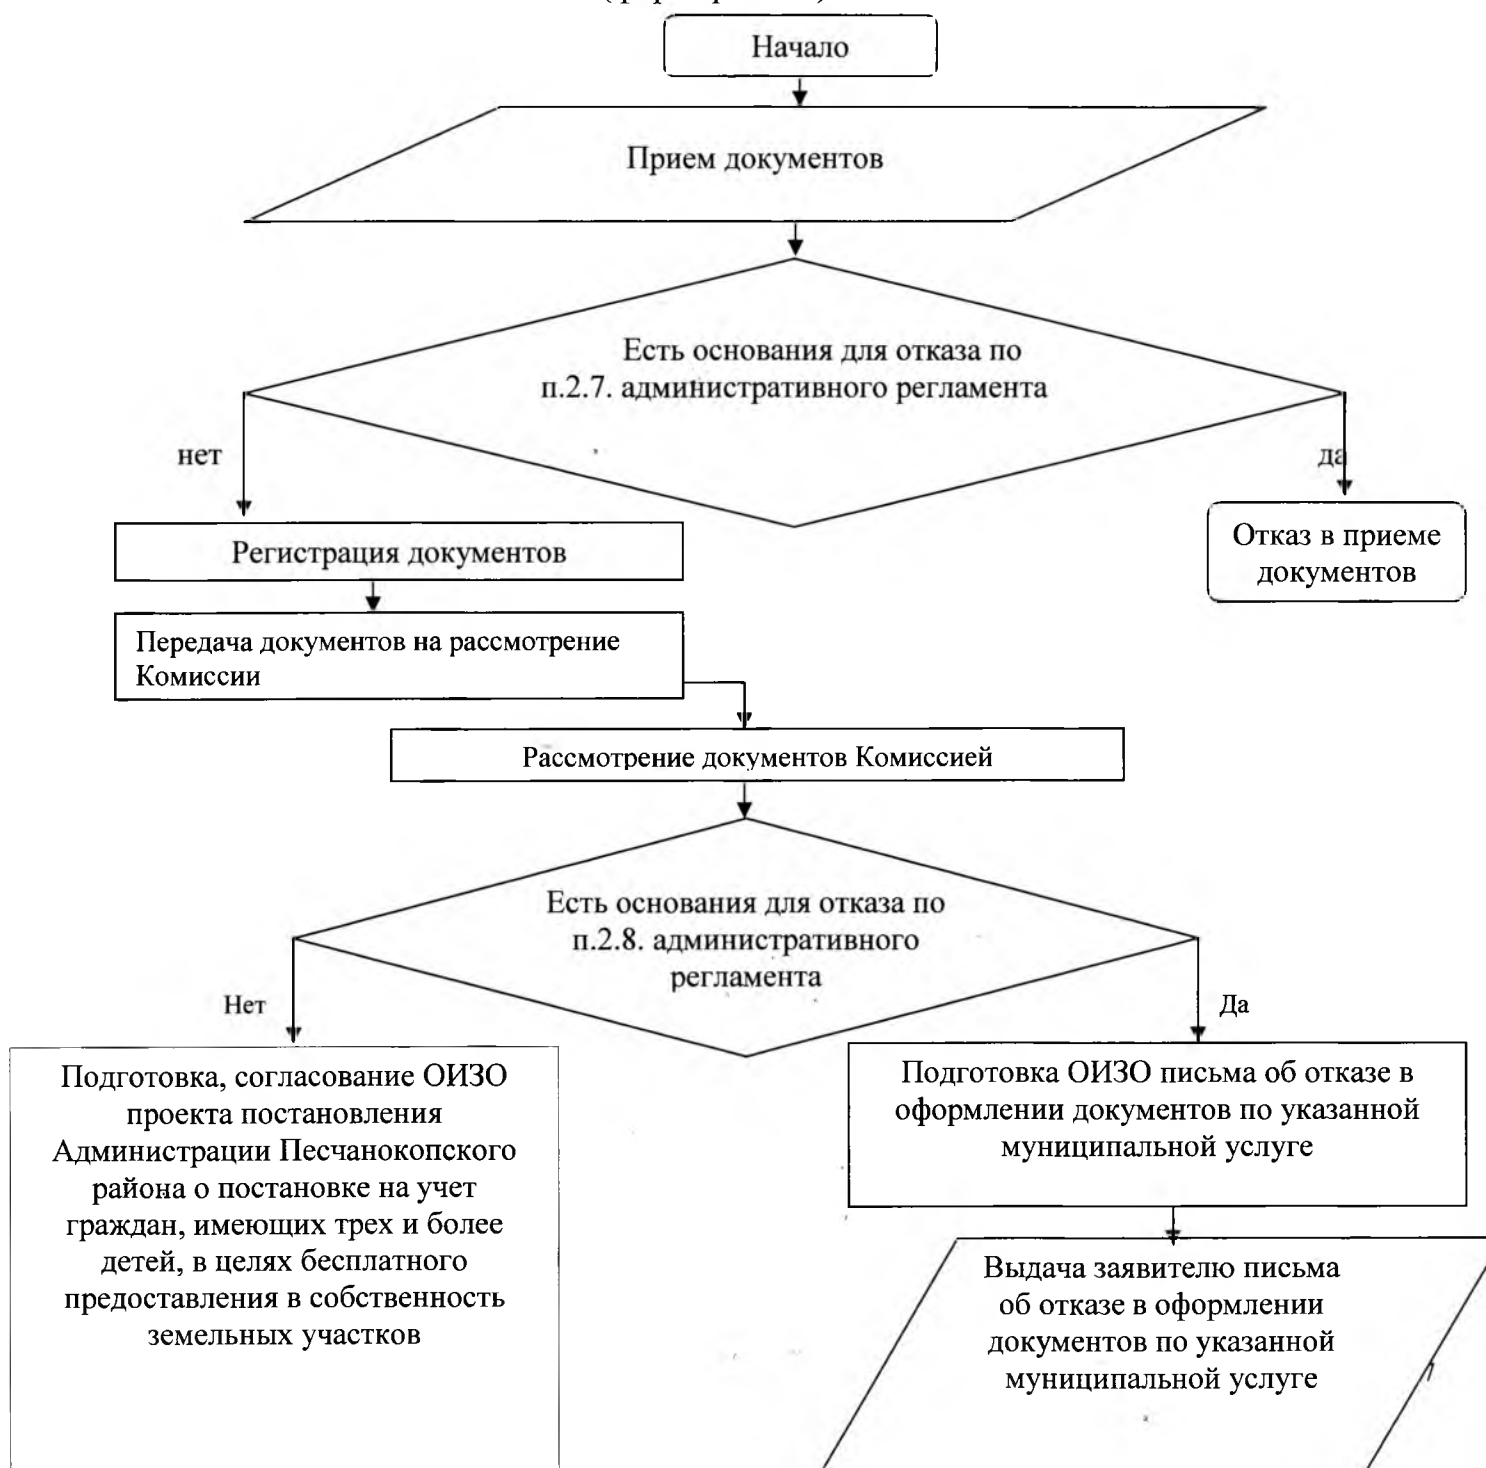 Начало
Прием документов
Есть основания для отказа по
п.2.7. административного регламента
нет
да
Отказ в приеме
документов
Регистрация документов
Передача документов на рассмотрение
Комиссии
Рассмотрение документов Комиссией
Есть основания для отказа по
п.2.8. административного
регламента
Нет
Да
Подготовка, согласование ОИЗО
проекта постановления
Администрации Песчанокопского
района о постановке на учет
граждан, имеющих трех и более
детей, в целях бесплатного
предоставления в собственность
земельных участков
Подготовка ОИЗО письма об отказе в
оформлении документов по указанной
муниципальной услуге
Выдача заявителю письма
об отказе в оформлении
документов по указанной
муниципальной услуге